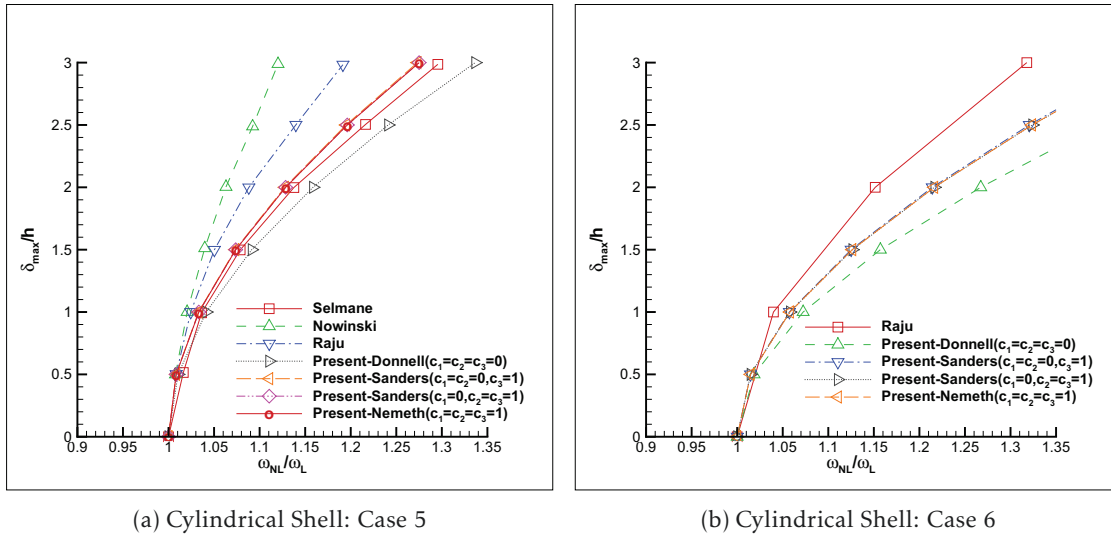 3
2.5
2
1.5
1
0.5
0
δmax/h
0.9 0.95 1 1.05 1.1 1.15 1.2 1.25 1.3 1.35
ωNL/ωL
Selmane
Nowinski
Raju
Present-Donnell(c1=c2=c3=0)
Present-Sanders(c1=c2=0,c3=1)
Present-Sanders(c1=0,c2=c3=1)
Present-Nemeth(c1=c2=c3=1)
(a) Cylindrical Shell: Case 5
3
2.5
2
1.5
1
0.5
0
δmax/h
0.9 0.95 1 1.05 1.1 1.15 1.2 1.25 1.3 1.35
ωNL/ωL
Raju
Present-Donnell(c1=c2=c3=0)
Present-Sanders(c1=c2=0,c3=1)
Present-Sanders(c1=0,c2=c3=1)
Present-Nemeth(c1=c2=c3=1)
(b) Cylindrical Shell: Case 6